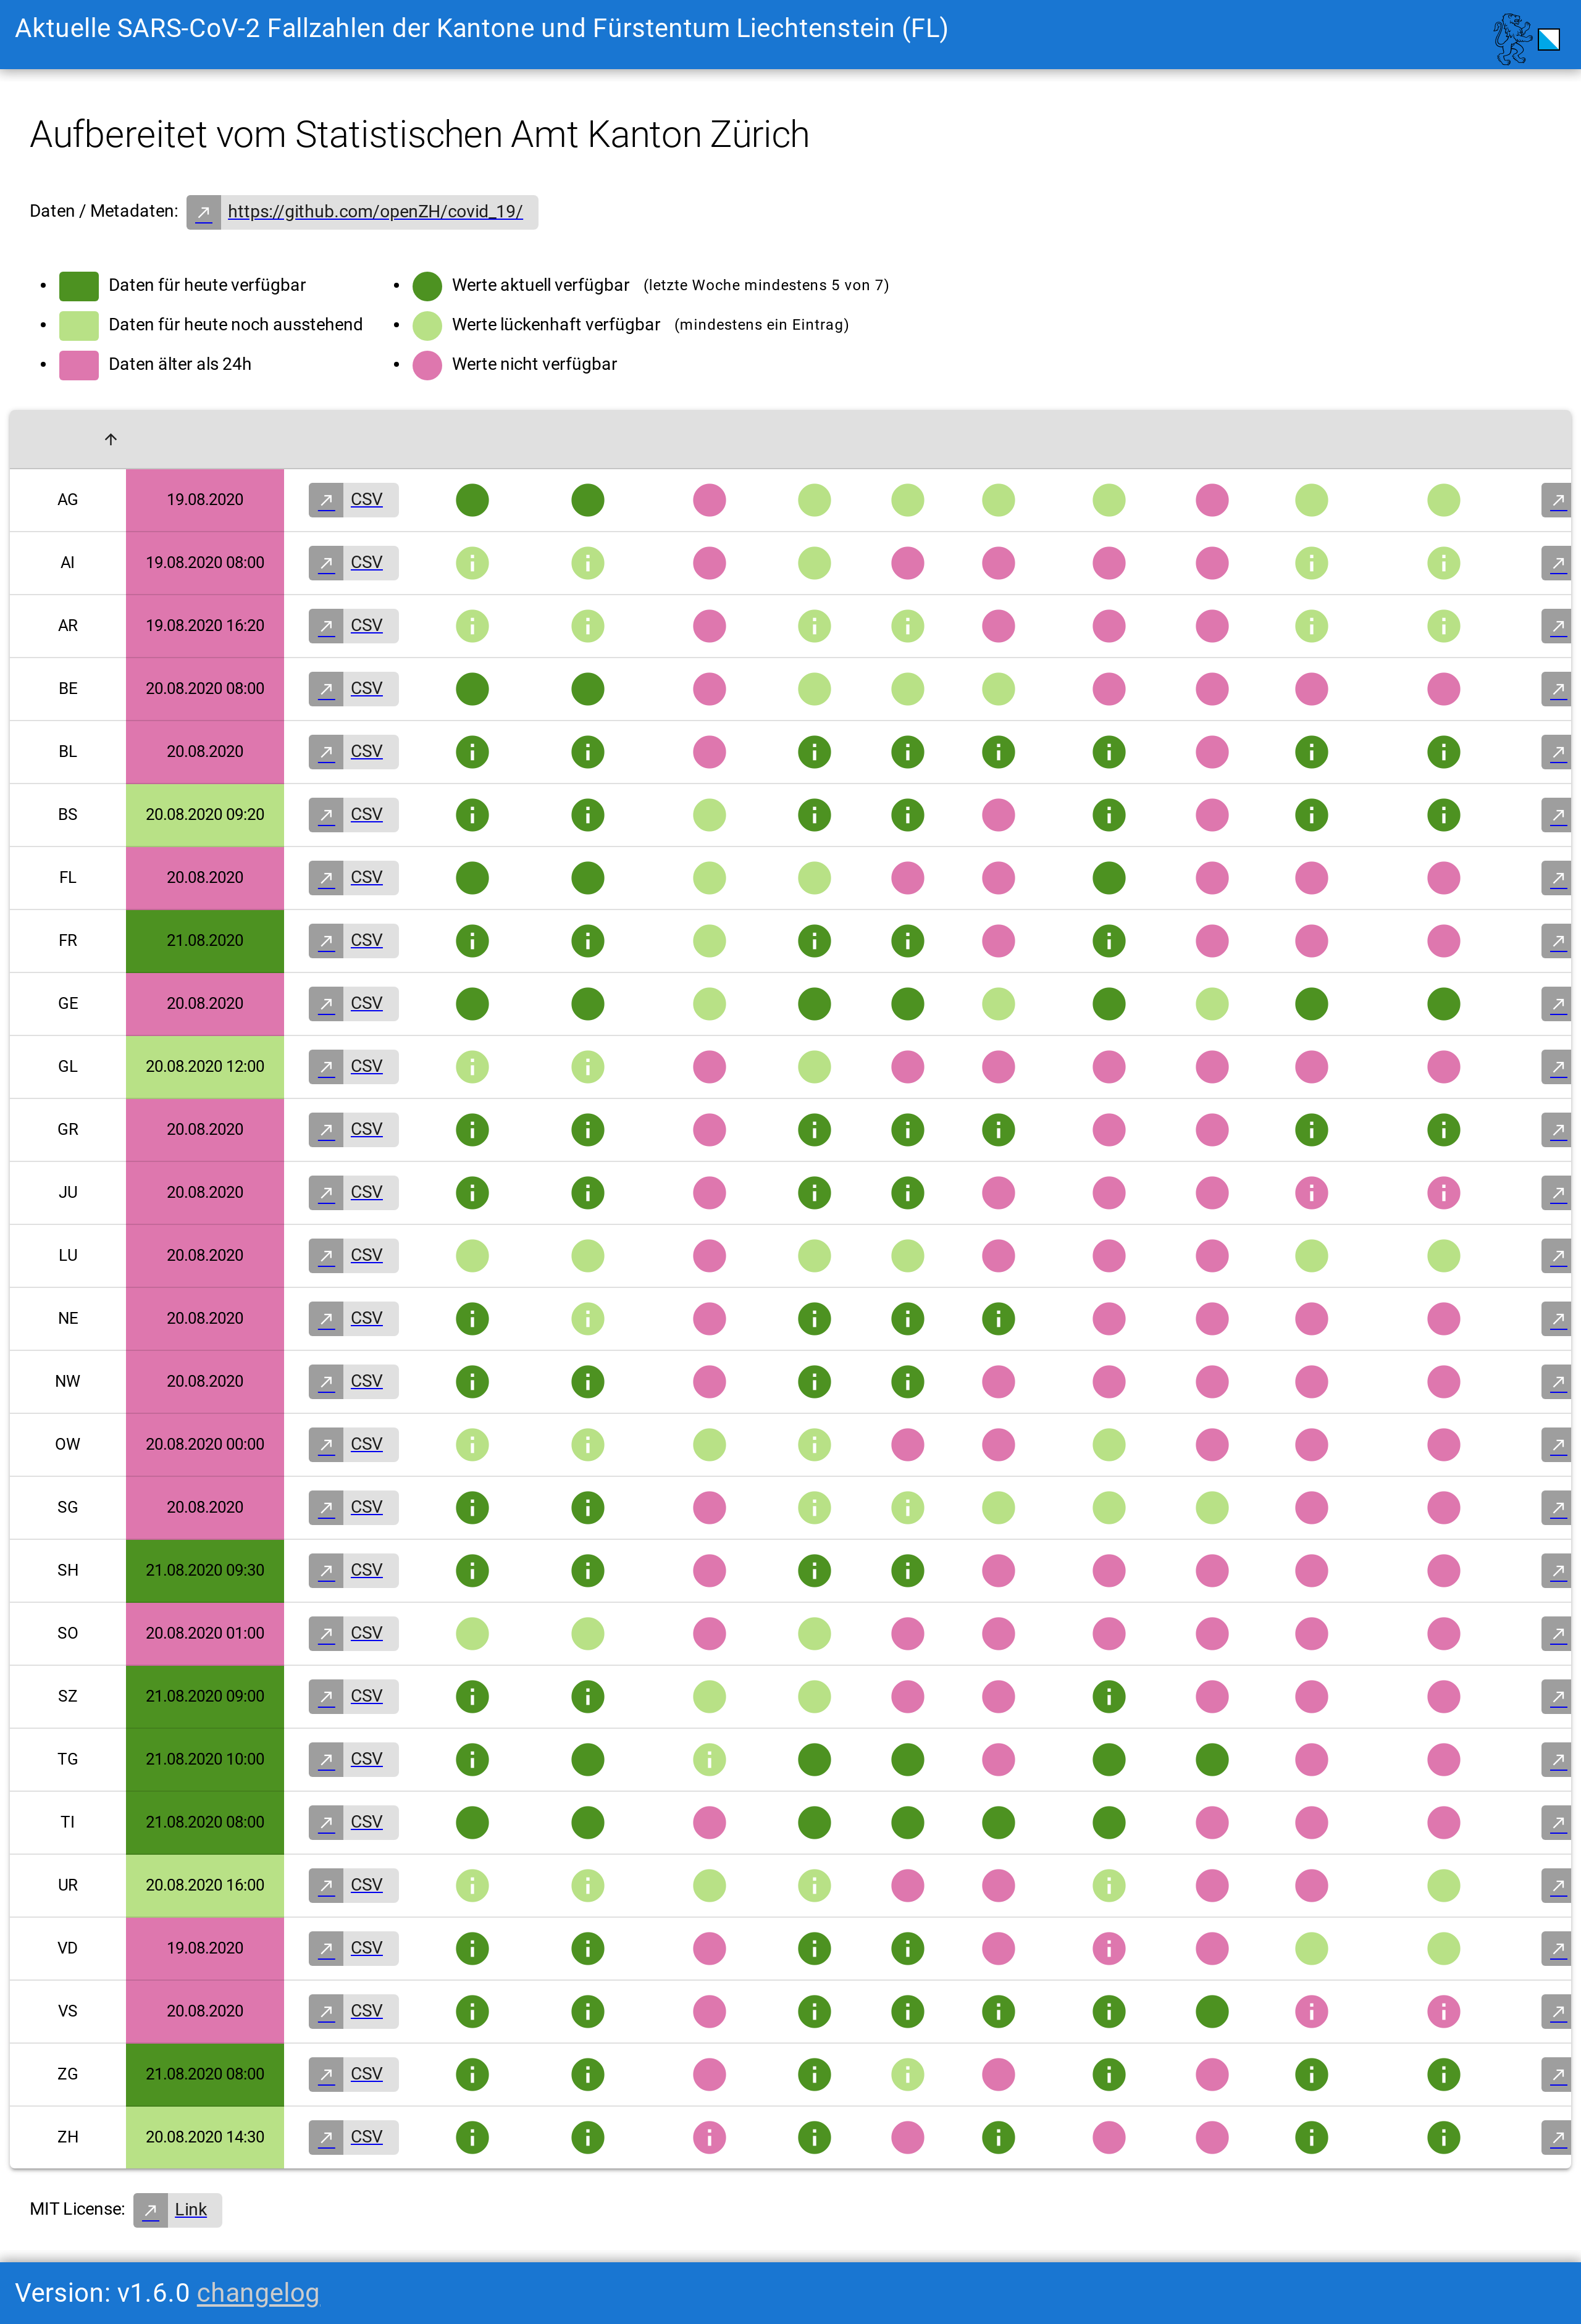 Aktuelle SARS-CoV-2 Fallzahlen der Kantone und Fürstentum Liechtenstein (FL)
Aufbereitet vom Statistischen Amt Kanton Zürich
Daten / Metadaten: https://github.com/openZH/covid_19/
Daten für heute verfügbar
Daten für heute noch ausstehend
Daten älter als 24h
Werte aktuell verfügbar (letzte Woche mindestens 5 von 7)
Werte lückenhaft verfügbar (mindestens ein Eintrag)
Werte nicht verfügbar
AG 19.08.2020 CSV
AI 19.08.2020 08:00 CSV
AR 19.08.2020 16:20 CSV
BE 20.08.2020 08:00 CSV
BL 20.08.2020 CSV
BS 20.08.2020 09:20 CSV
FL 20.08.2020 CSV
FR 21.08.2020 CSV
GE 20.08.2020 CSV
GL 20.08.2020 12:00 CSV
GR 20.08.2020 CSV
JU 20.08.2020 CSV
LU 20.08.2020 CSV
NE 20.08.2020 CSV
NW 20.08.2020 CSV
OW 20.08.2020 00:00 CSV
SG 20.08.2020 CSV
SH 21.08.2020 09:30 CSV
SO 20.08.2020 01:00 CSV
SZ 21.08.2020 09:00 CSV
TG 21.08.2020 10:00 CSV
TI 21.08.2020 08:00 CSV
UR 20.08.2020 16:00 CSV
VD 19.08.2020 CSV
VS 20.08.2020 CSV
ZG 21.08.2020 08:00 CSV
ZH 20.08.2020 14:30 CSV
MIT License: Link
Version: v1.6.0 changelog